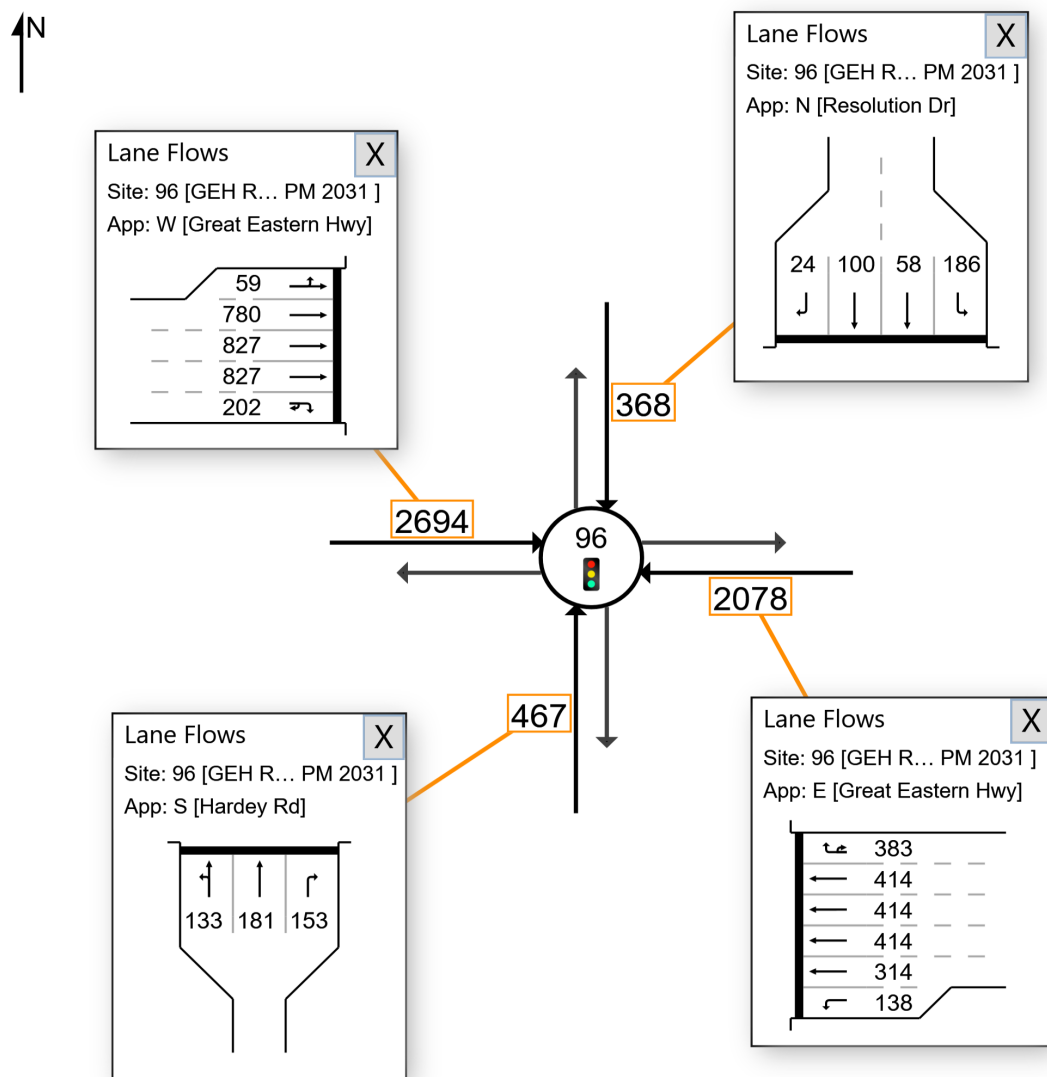 N
Lane Flows X
Site: 96 [GEH R... PM 2031 ]
App: N [Resolution Dr]
24 100 58 186
Lane Flows X
Site: 96 [GEH R... PM 2031 ]
App: W [Great Eastern Hwy]
59
780
827
827
202
368
2694
96
2078
467
Lane Flows X
Site: 96 [GEH R... PM 2031 ]
App: S [Hardey Rd]
133 181 153
Lane Flows X
Site: 96 [GEH R... PM 2031 ]
App: E [Great Eastern Hwy]
383
414
414
414
314
138